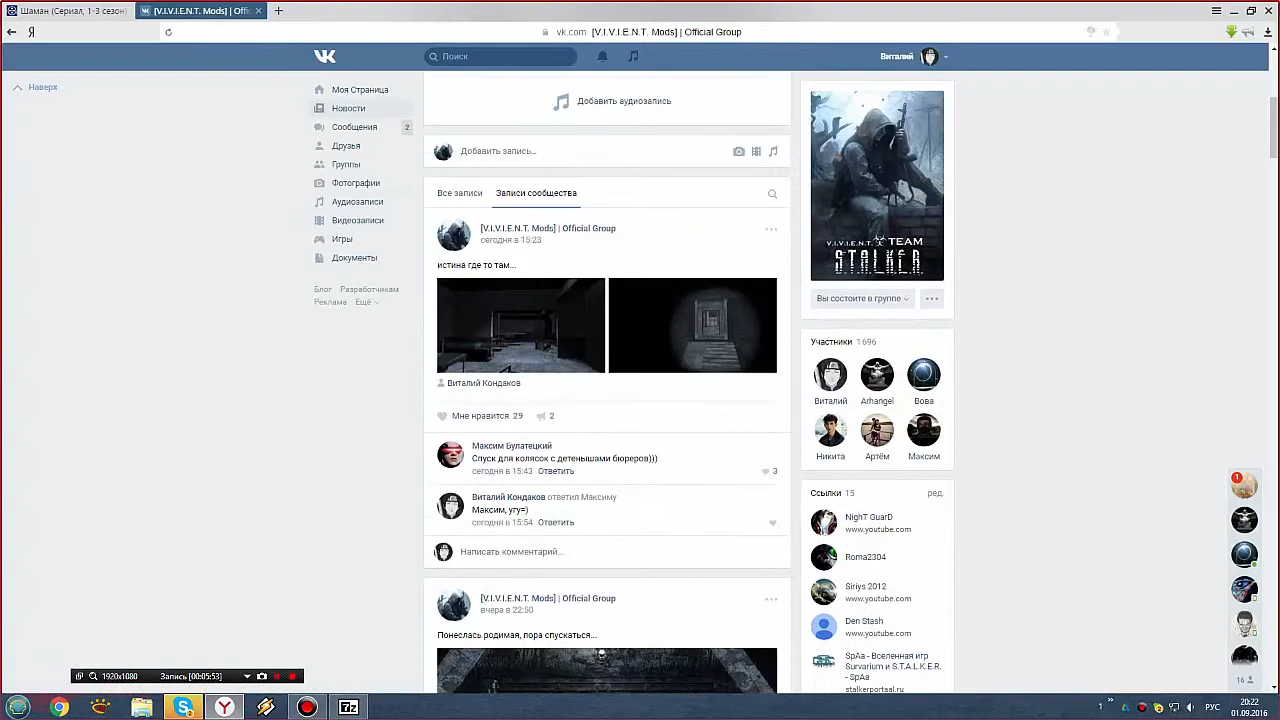 Шаман (Сериал, 1-3 сезон)
[V.I.V.I.E.N.T. Mods] | Offi
vk.com [V.I.V.I.E.N.T. Mods] | Official Group
Поиск
Виталий
Наверх
Моя Страница
Новости
Сообщения 2
Друзья
Группы
Фотографии
Аудиозаписи
Видеозаписи
Игры
Документы
Блог Разработчикам
Реклама Ещё
Добавить аудиозапись
Добавить запись...
Все записи Записи сообщества
[V.I.V.I.E.N.T. Mods] | Official Group
сегодня в 15:23
истина где то там...
Виталий Кондаков
Мне нравится 29 2
Максим Булатецкий
Спуск для колясок с детенышами бюреров)))
сегодня в 15:43 Ответить 3
Виталий Кондаков ответил Максиму
Максим, угу=)
сегодня в 15:54 Ответить
Написать комментарий...
[V.I.V.I.E.N.T. Mods] | Official Group
вчера в 22:50
Понеслась родимая, пора спускаться...
V.I.V.I.E.N.T. TEAM
S.T.A.L.K.E.R.
Вы состоите в группе
Участники 1 696
Виталий Arhangel Вова
Никита Артём Максим
Ссылки 15 ред.
NighT GuarD
www.youtube.com
Roma2304
Siriys 2012
www.youtube.com
Den Stash
www.youtube.com
SpAa - Вселенная игр
Survarium и S.T.A.L.K.E.R.
- SpAa
stalkerportaal.ru
1
16
1920x1080 Запись [00:05:53]
7z
1
РУС
20:22
01.09.2016